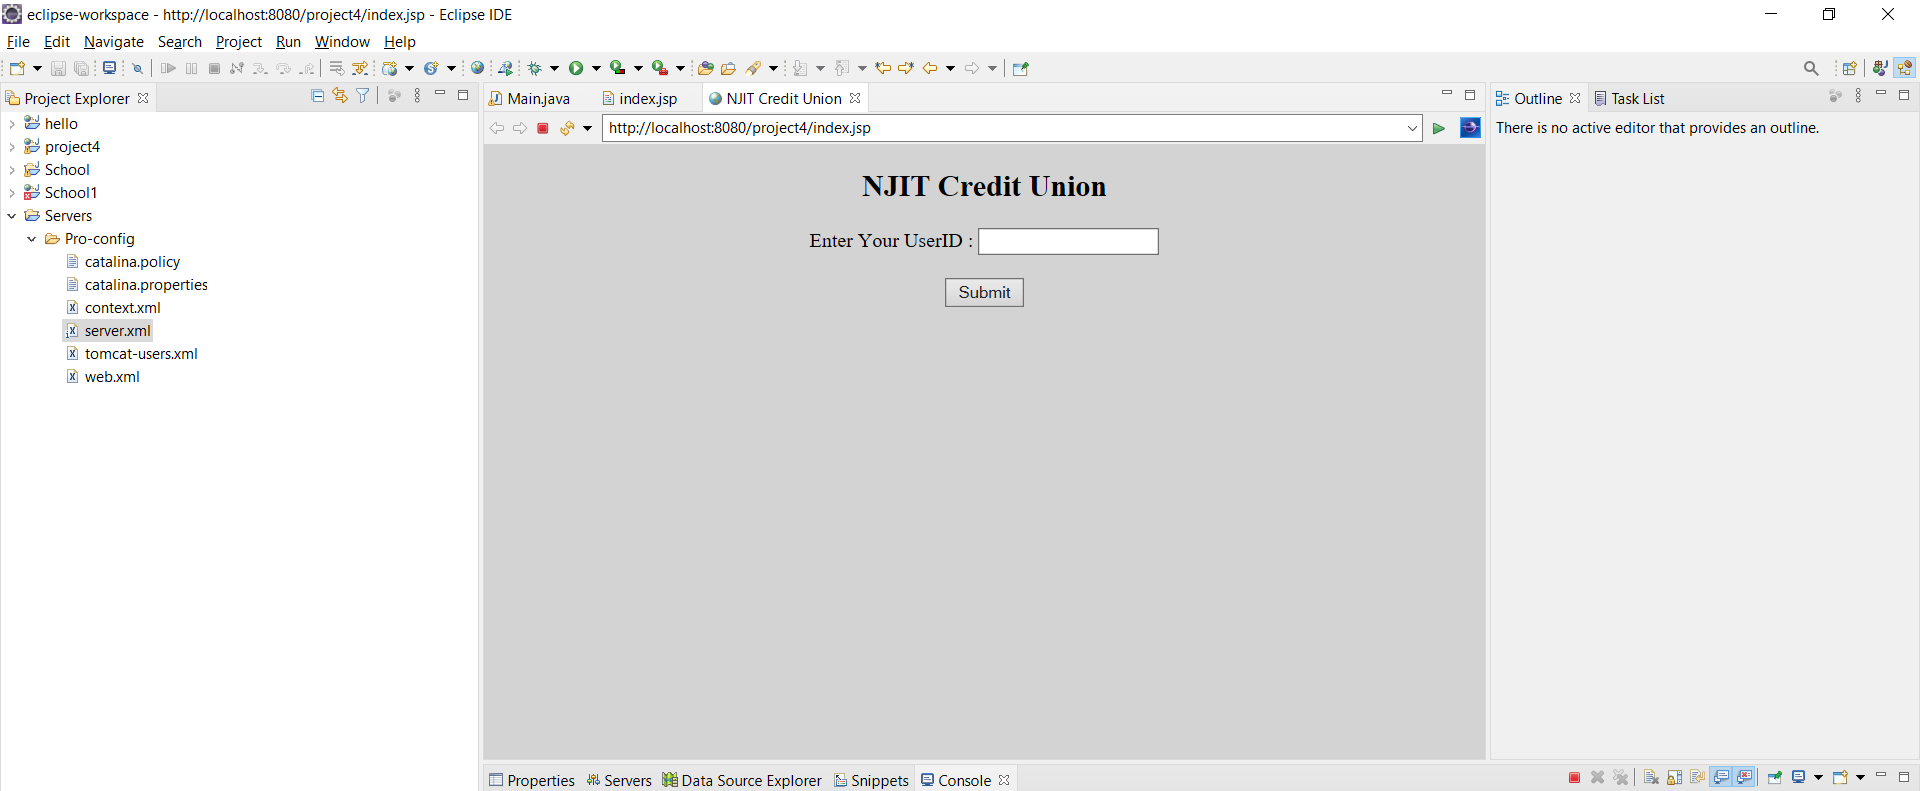 eclipse-workspace - http://localhost:8080/project4/index.jsp - Eclipse IDE
File Edit Navigate Search Project Run Window Help
Project Explorer
hello
project4
School
School1
Servers
Pro-config
catalina.policy
catalina.properties
context.xml
server.xml
tomcat-users.xml
web.xml
Main.java index.jsp NJIT Credit Union
http://localhost:8080/project4/index.jsp
NJIT Credit Union
Enter Your UserID :
Submit
Outline Task List
There is no active editor that provides an outline.
Properties Servers Data Source Explorer Snippets Console